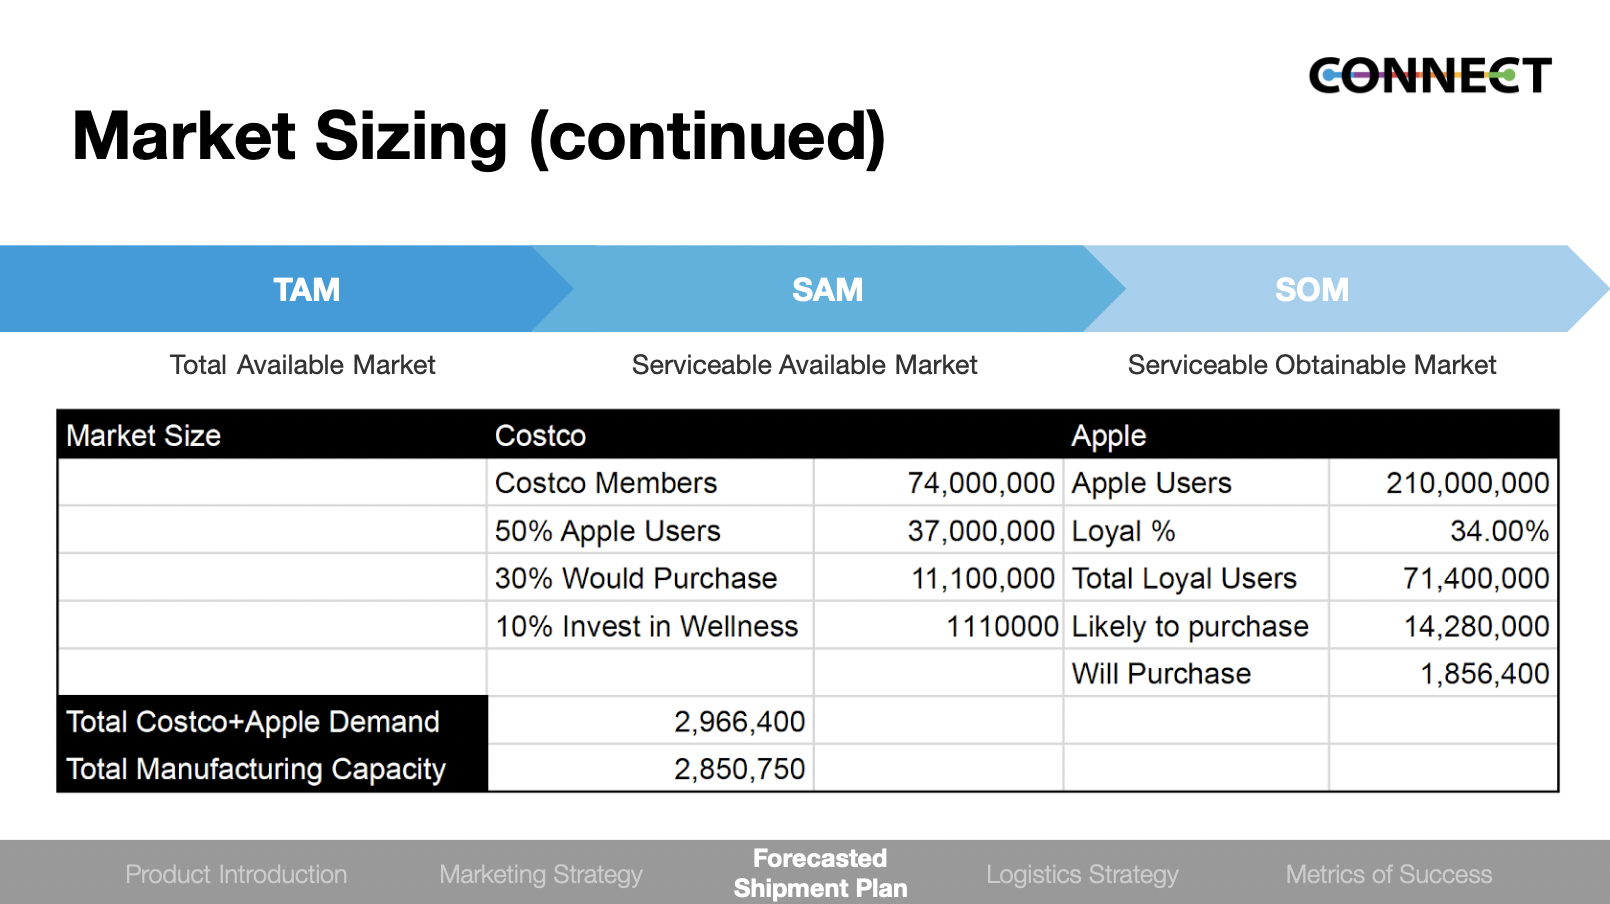 CONNECT
Market Sizing (continued)
TAM SAM SOM
Total Available Market Serviceable Available Market Serviceable Obtainable Market
Market Size Costco Apple
Costco Members 74,000,000 Apple Users 210,000,000
50% Apple Users 37,000,000 Loyal % 34.00%
30% Would Purchase 11,100,000 Total Loyal Users 71,400,000
10% Invest in Wellness 1110000 Likely to purchase 14,280,000
Will Purchase 1,856,400
Total Costco+Apple Demand 2,966,400
Total Manufacturing Capacity 2,850,750
Product Introduction Marketing Strategy Forecasted Shipment Plan Logistics Strategy Metrics of Success